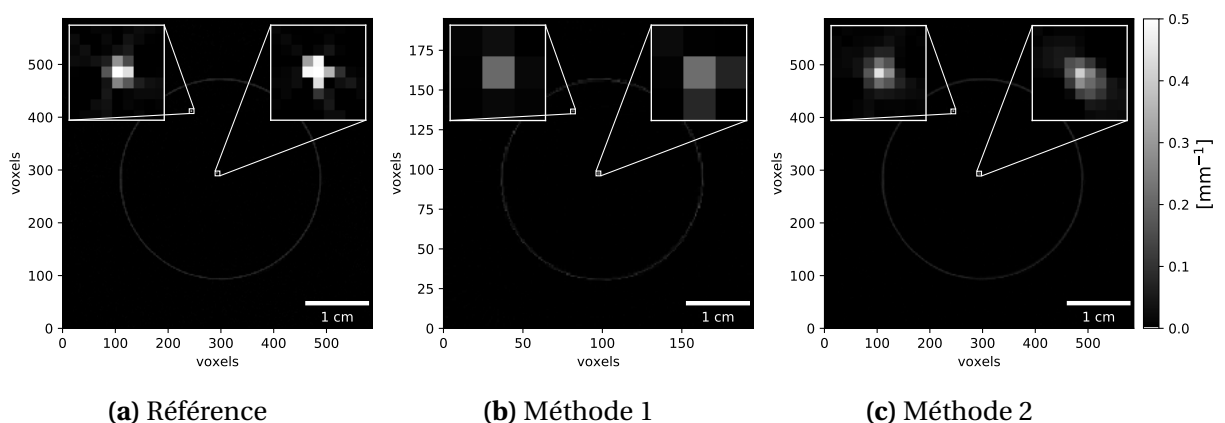 500
400
300
200
100
0
voxels
0 100 200 300 400 500
voxels
1 cm
(a) Référence
175
150
125
100
75
50
25
0
voxels
0 50 100 150
voxels
1 cm
(b) Méthode 1
500
400
300
200
100
0
voxels
0 100 200 300 400 500
voxels
1 cm
(c) Méthode 2
0.5
0.4
0.3
0.2
0.1
0.0
[mm⁻¹]